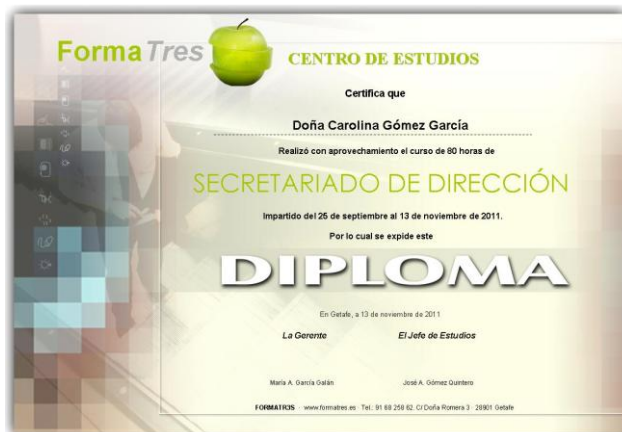 Forma Tres
CENTRO DE ESTUDIOS
Certifica que
Doña Carolina Gómez García
Realizó con aprovechamiento el curso de 80 horas de
SECRETARIADO DE DIRECCIÓN
Impartido del 25 de septiembre al 13 de noviembre de 2011.
Por lo cual se expide este
DIPLOMA
En Getafe, a 13 de noviembre de 2011
La Gerente El Jefe de Estudios
María A. García Galán José A. Gómez Quintero
FORMATR3S www.formatres.es Tel.: 91 68 258 62. C/ Doña Romera 3 28901 Getafe